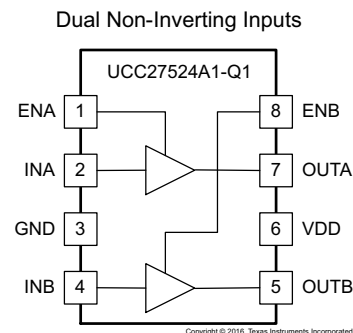 Dual Non-Inverting Inputs
UCC27524A1-Q1
ENA 1 8 ENB
INA 2 7 OUTA
GND 3 6 VDD
INB 4 5 OUTB
Copyright © 2016, Texas Instruments Incorporated